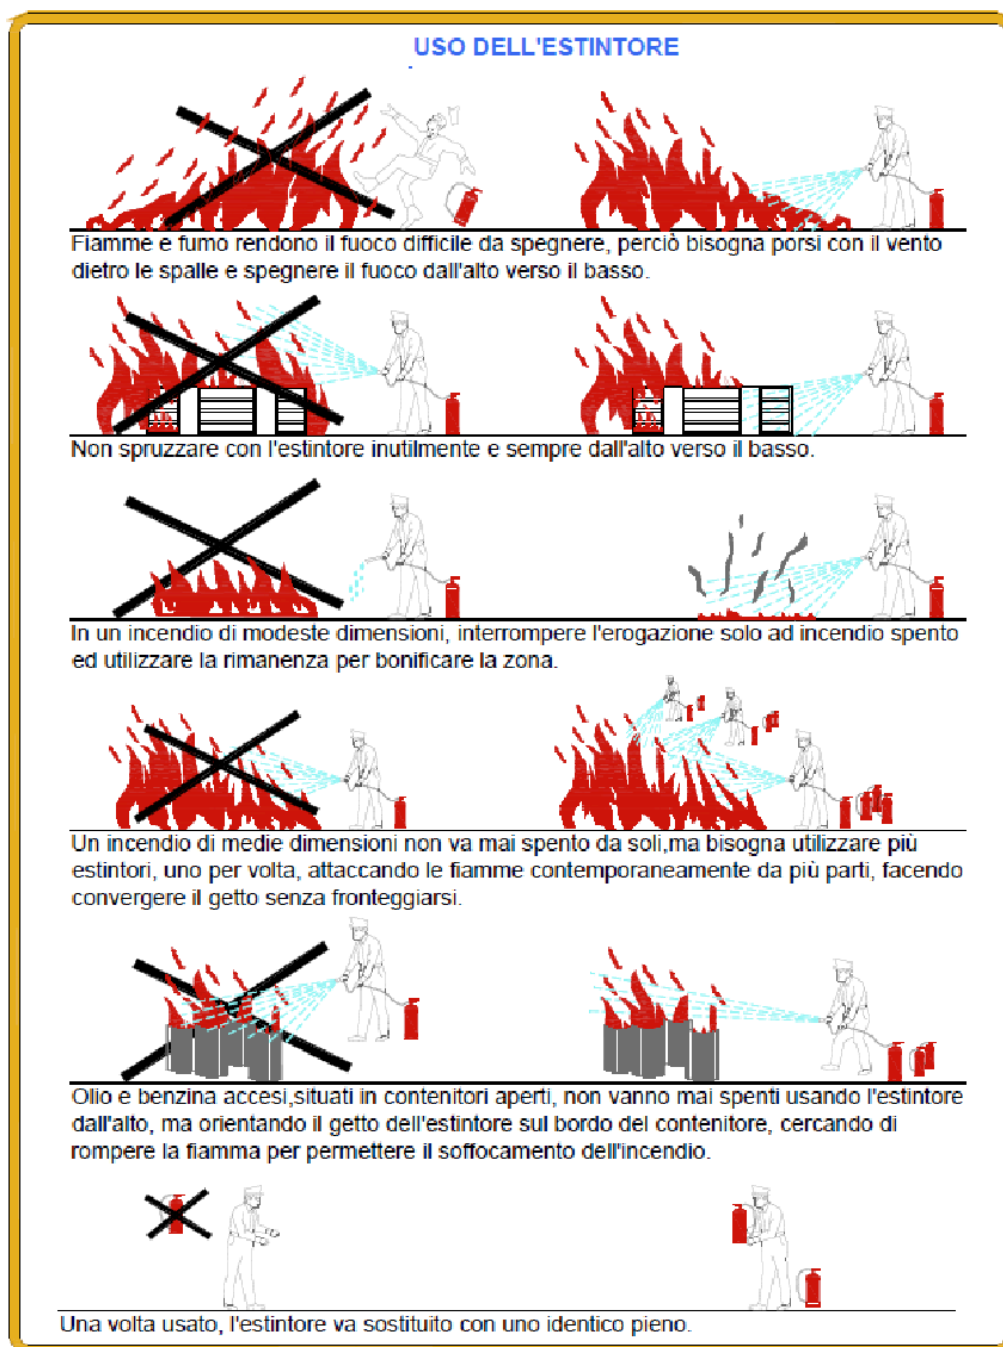 USO DELL'ESTINTORE
Fiamme e fumo rendono il fuoco difficile da spegnere, perciò bisogna porsi con il vento
dietro le spalle e spegnere il fuoco dall'alto verso il basso.
Non spruzzare con l'estintore inutilmente e sempre dall'alto verso il basso.
In un incendio di modeste dimensioni, interrompere l'erogazione solo ad incendio spento
ed utilizzare la rimanenza per bonificare la zona.
Un incendio di medie dimensioni non va mai spento da soli,ma bisogna utilizzare più
estintori, uno per volta, attaccando le fiamme contemporaneamente da più parti, facendo
convergere il getto senza fronteggiarsi.
Olio e benzina accesi,situati in contenitori aperti, non vanno mai spenti usando l'estintore
dall'alto, ma orientando il getto dell'estintore sul bordo del contenitore, cercando di
rompere la fiamma per permettere il soffocamento dell'incendio.
Una volta usato, l'estintore va sostituito con uno identico pieno.